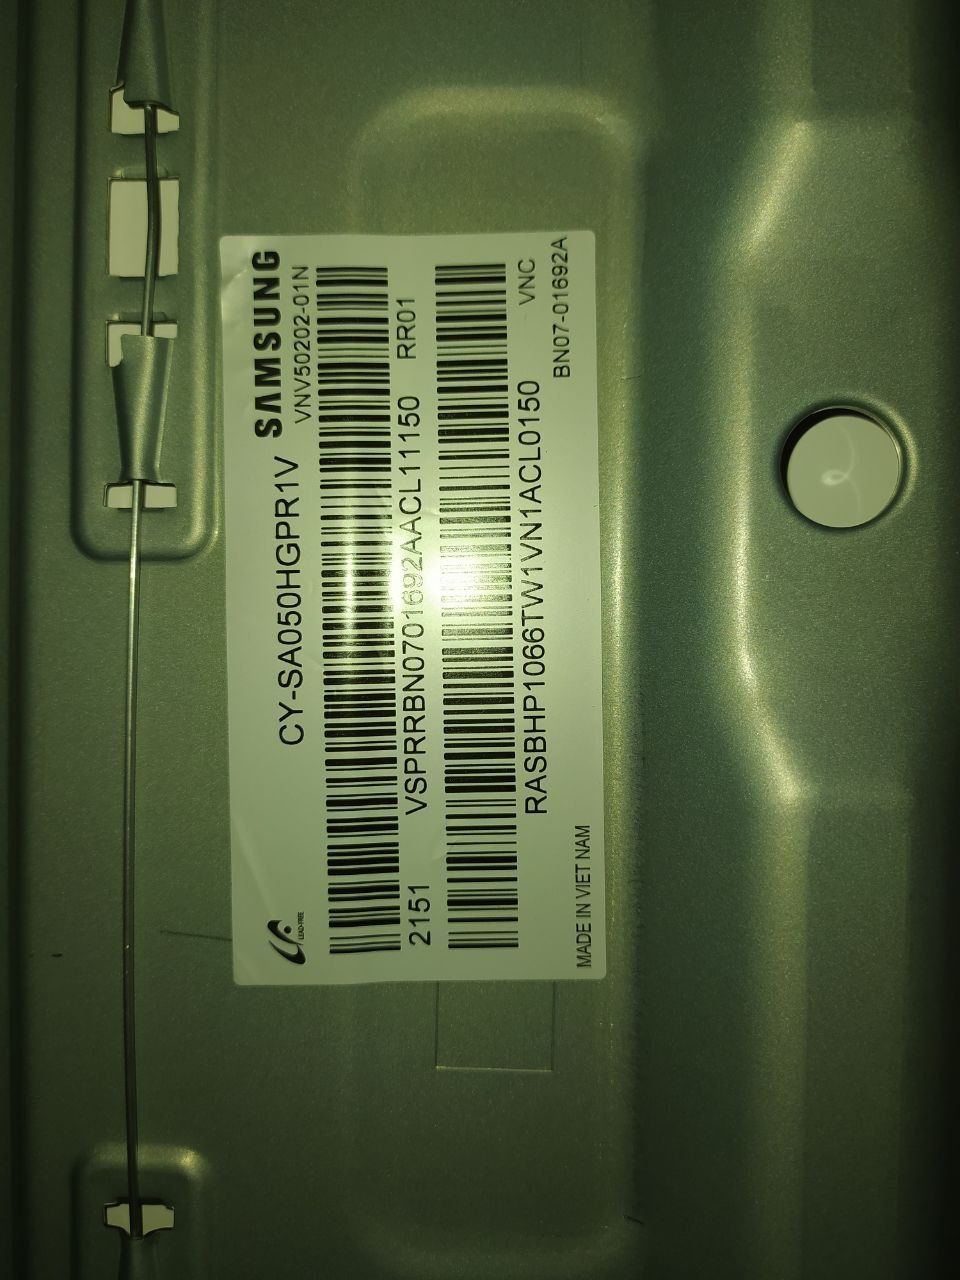 LEAD-FREE
CY-SA050HGPR1V
SAMSUNG
VNV50202-01N
2151
VSPRRBN0701692AACL11150
RR01
RASBHP1066TW1VN1ACL0150
VNC
MADE IN VIET NAM
BN07-01692A